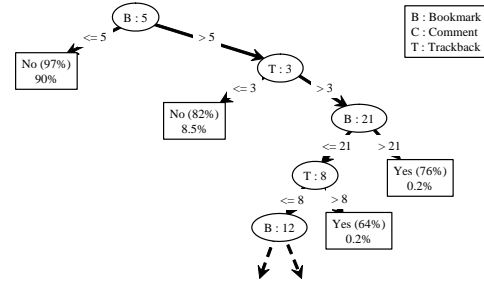 B : 5
B : Bookmark
C : Comment
T : Trackback
<= 5
> 5
No (97%)
90%
T : 3
<= 3
> 3
No (82%)
8.5%
B : 21
<= 21
> 21
T : 8
Yes (76%)
0.2%
<= 8
> 8
B : 12
Yes (64%)
0.2%